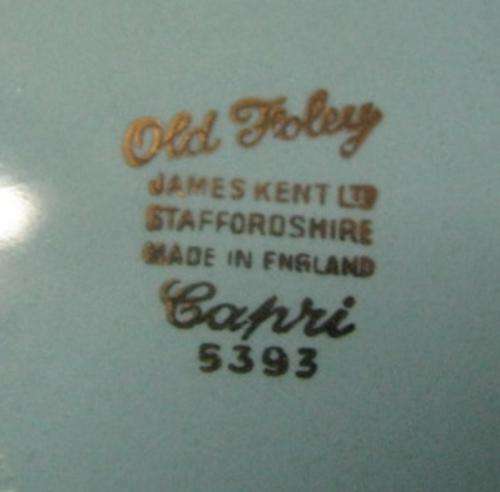 Old Foley
JAMES KENT LTD
STAFFORDSHIRE
MADE IN ENGLAND
Capri
5393